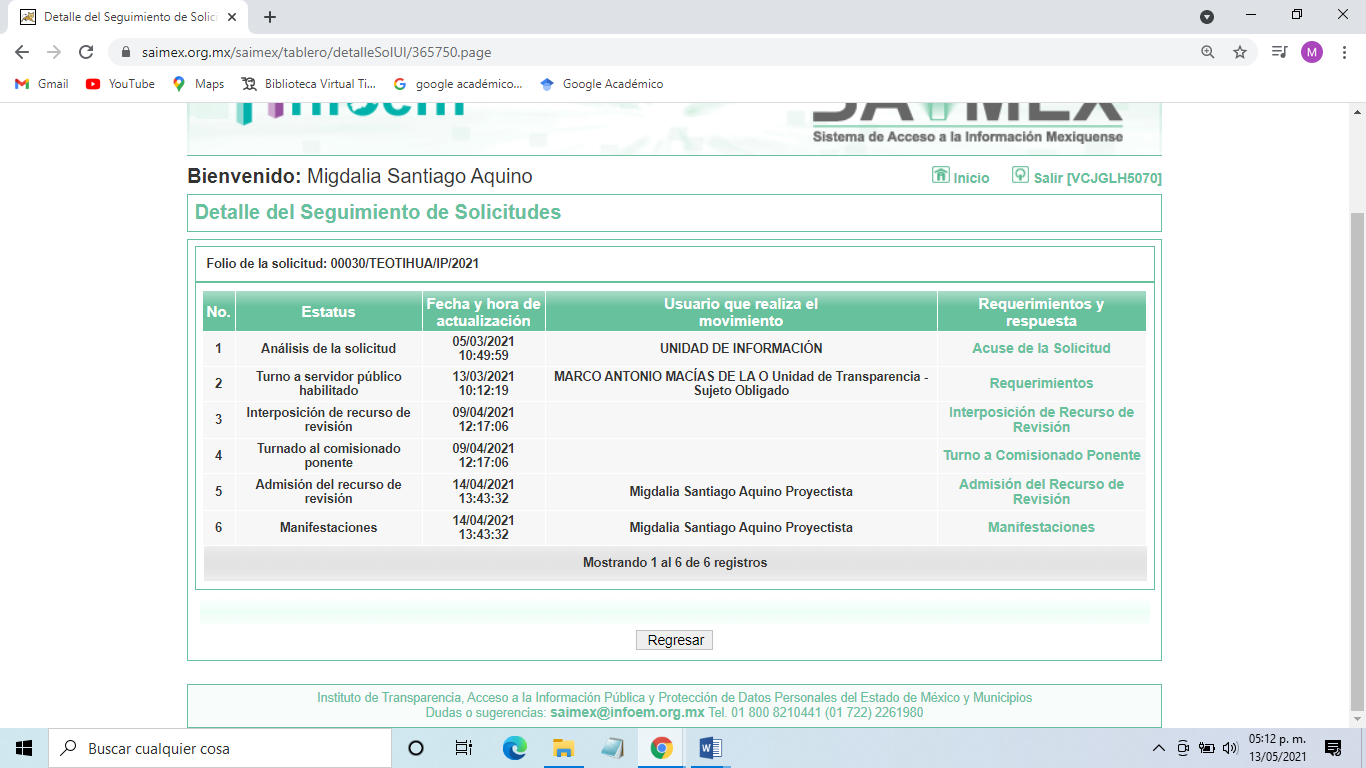 Detalle del Seguimiento de Solici
saimex.org.mx/saimex/tablero/detalleSolUI/365750.page
M
Gmail YouTube Maps Biblioteca Virtual Ti... google académico... Google Académico
infoem SAIMEX
Sistema de Acceso a la Información Mexiquense
Bienvenido: Migdalia Santiago Aquino Inicio Salir [VCJGLH5070]
Detalle del Seguimiento de Solicitudes
Folio de la solicitud: 00030/TEOTIHUA/IP/2021
No. Estatus Fecha y hora de actualización Usuario que realiza el movimiento Requerimientos y respuesta
1 Análisis de la solicitud 05/03/2021 10:49:59 UNIDAD DE INFORMACIÓN Acuse de la Solicitud
2 Turno a servidor público habilitado 13/03/2021 10:12:19 MARCO ANTONIO MACÍAS DE LA O Unidad de Transparencia - Sujeto Obligado Requerimientos
3 Interposición de recurso de revisión 09/04/2021 12:17:06 Interposición de Recurso de Revisión
4 Turnado al comisionado ponente 09/04/2021 12:17:06 Turno a Comisionado Ponente
5 Admisión del recurso de revisión 14/04/2021 13:43:32 Migdalia Santiago Aquino Proyectista Admisión del Recurso de Revisión
6 Manifestaciones 14/04/2021 13:43:32 Migdalia Santiago Aquino Proyectista Manifestaciones
Mostrando 1 al 6 de 6 registros
Regresar
Instituto de Transparencia, Acceso a la Información Pública y Protección de Datos Personales del Estado de México y Municipios
Dudas o sugerencias: saimex@infoem.org.mx Tel. 01 800 8210441 (01 722) 2261980
Buscar cualquier cosa
05:12 p. m.
13/05/2021